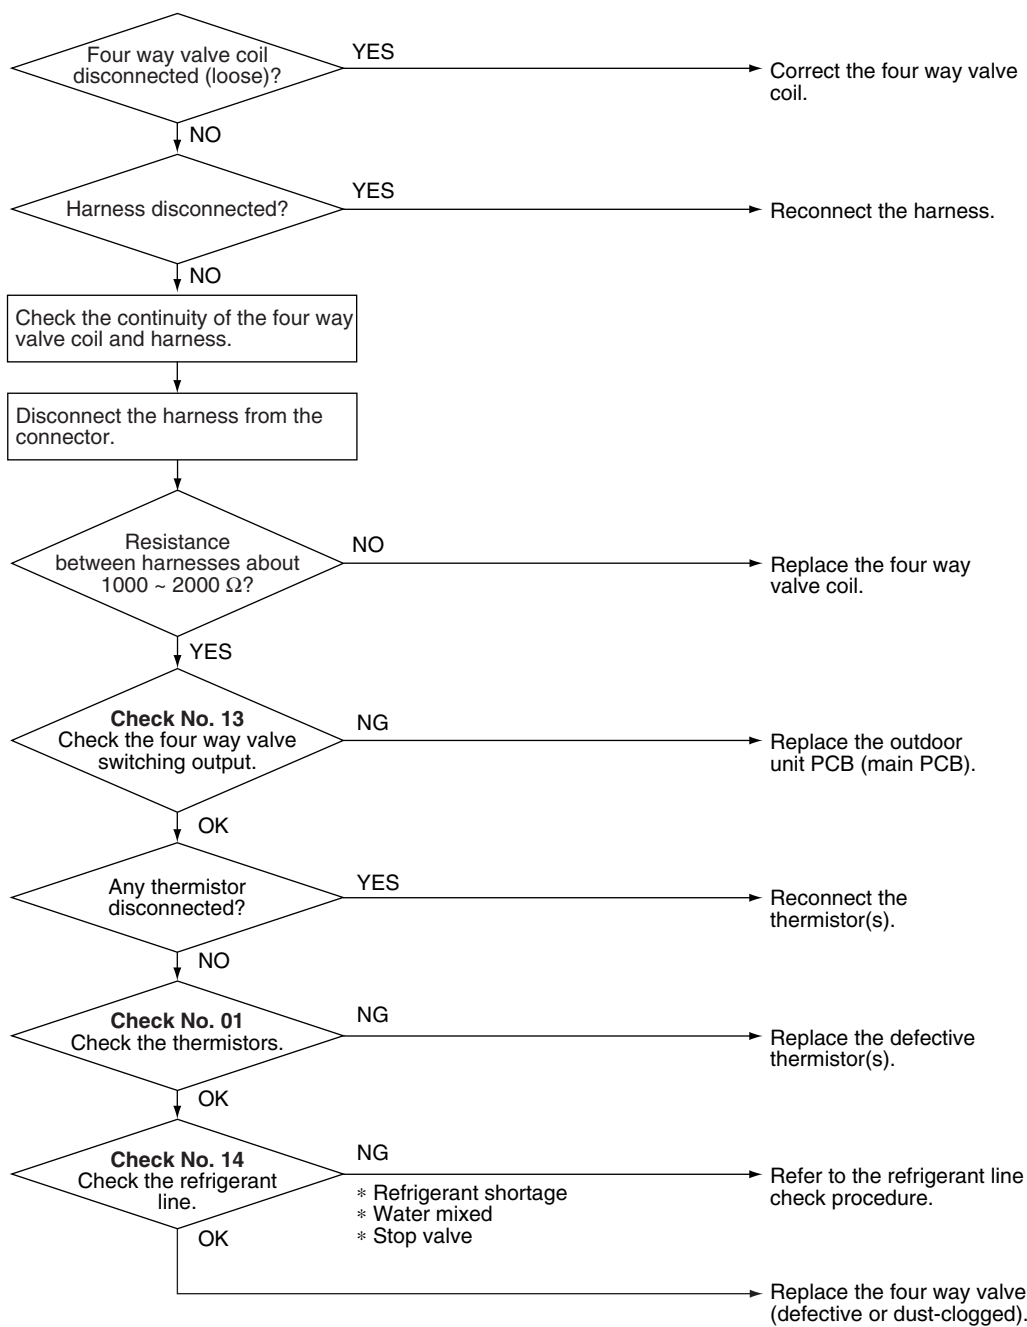 Four way valve coil
disconnected (loose)?
YES
Correct the four way valve
coil.
NO
Harness disconnected?
YES
Reconnect the harness.
NO
Check the continuity of the four way
valve coil and harness.
Disconnect the harness from the
connector.
Resistance
between harnesses about
1000 ~ 2000 Ω?
NO
Replace the four way
valve coil.
YES
Check No. 13
Check the four way valve
switching output.
NG
Replace the outdoor
unit PCB (main PCB).
OK
Any thermistor
disconnected?
YES
Reconnect the
thermistor(s).
NO
Check No. 01
Check the thermistors.
NG
Replace the defective
thermistor(s).
OK
Check No. 14
Check the refrigerant
line.
NG
* Refrigerant shortage
* Water mixed
* Stop valve
Refer to the refrigerant line
check procedure.
OK
Replace the four way valve
(defective or dust-clogged).